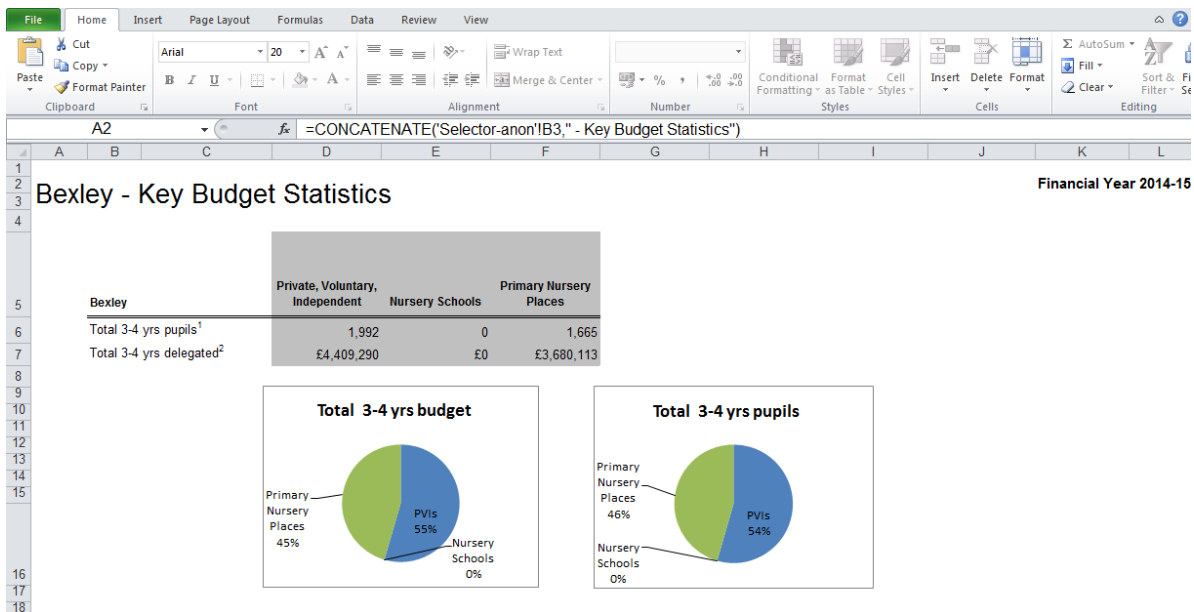 File Home Insert Page Layout Formulas Data Review View
Cut
Copy
Format Painter
Paste
Clipboard
Arial 20 A A
B I U A
Font
Wrap Text
Merge & Center
Alignment
% , .0 .00 .00 .0
Number
Conditional Formatting
Format as Table
Cell Styles
Styles
Insert Delete Format
Cells
Σ AutoSum
Fill
Clear
Sort &
Filter
Editing
A2 fx =CONCATENATE('Selector-anon'!B3," - Key Budget Statistics")
A B C D E F G H I J K L
1
2
3
4
5
6
7
8
9
10
11
12
13
14
15
16
17
18
Bexley - Key Budget Statistics
Financial Year 2014-15
Bexley
Private, Voluntary, Independent
Nursery Schools
Primary Nursery Places
Total 3-4 yrs pupils1 1,992 0 1,665
Total 3-4 yrs delegated2 £4,409,290 £0 £3,680,113
Total 3-4 yrs budget
Primary
Nursery
Places
45%
PVIs
55%
Nursery
Schools
0%
Total 3-4 yrs pupils
Primary
Nursery
Places
46%
PVIs
54%
Nursery
Schools
0%